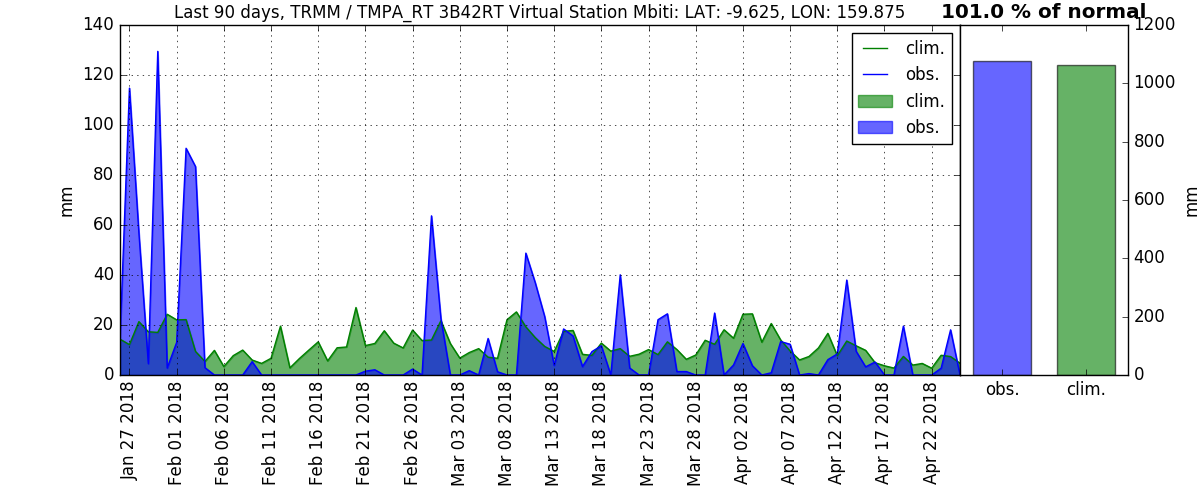 Last 90 days, TRMM / TMPA_RT 3B42RT Virtual Station Mbiti: LAT: -9.625, LON: 159.875
101.0 % of normal
mm
140
120
100
80
60
40
20
0
clim.
obs.
clim.
obs.
Jan 27 2018
Feb 01 2018
Feb 06 2018
Feb 11 2018
Feb 16 2018
Feb 21 2018
Feb 26 2018
Mar 03 2018
Mar 08 2018
Mar 13 2018
Mar 18 2018
Mar 23 2018
Mar 28 2018
Apr 02 2018
Apr 07 2018
Apr 12 2018
Apr 17 2018
Apr 22 2018
obs.
clim.
1200
1000
800
600
400
200
0
mm